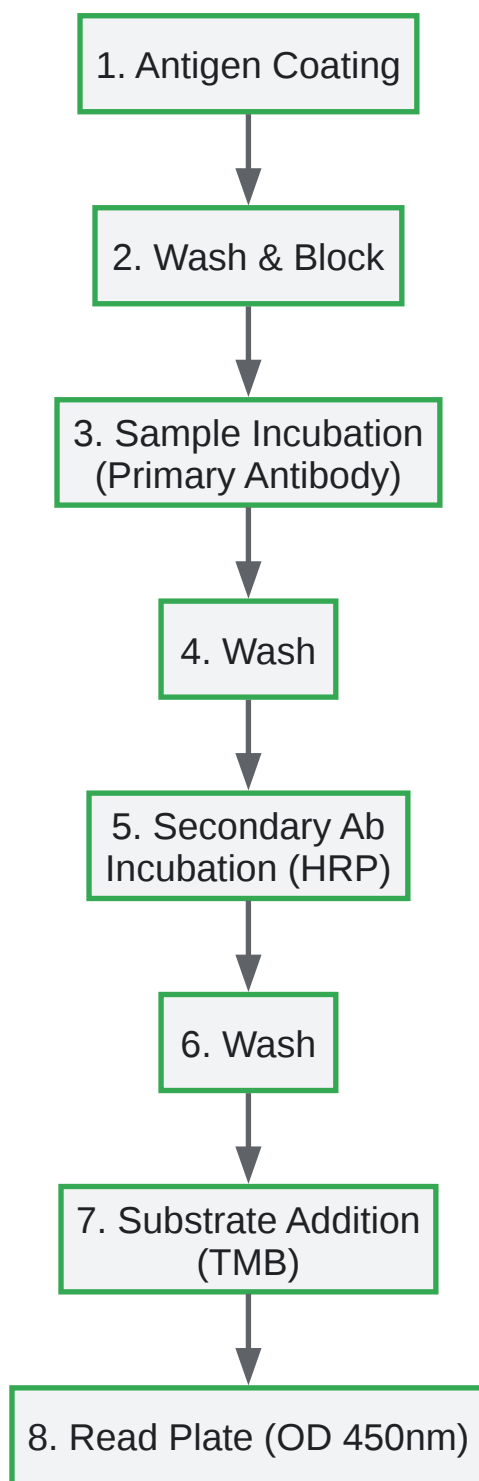 1. Antigen Coating
2. Wash & Block
3. Sample Incubation
(Primary Antibody)
4. Wash
5. Secondary Ab
Incubation (HRP)
6. Wash
7. Substrate Addition
(TMB)
8. Read Plate (OD 450nm)